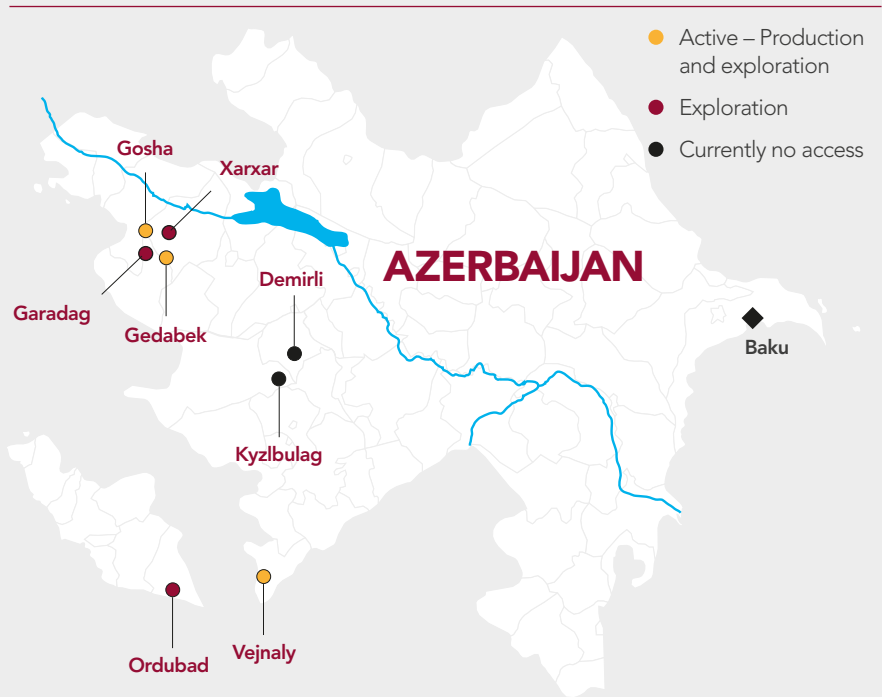 Active – Production
and exploration
Exploration
Currently no access
Gosha
Xarxar
AZERBAIJAN
Demirli
Garadag
Gedabek
Baku
Kyzlbulag
Vejnaly
Ordubad